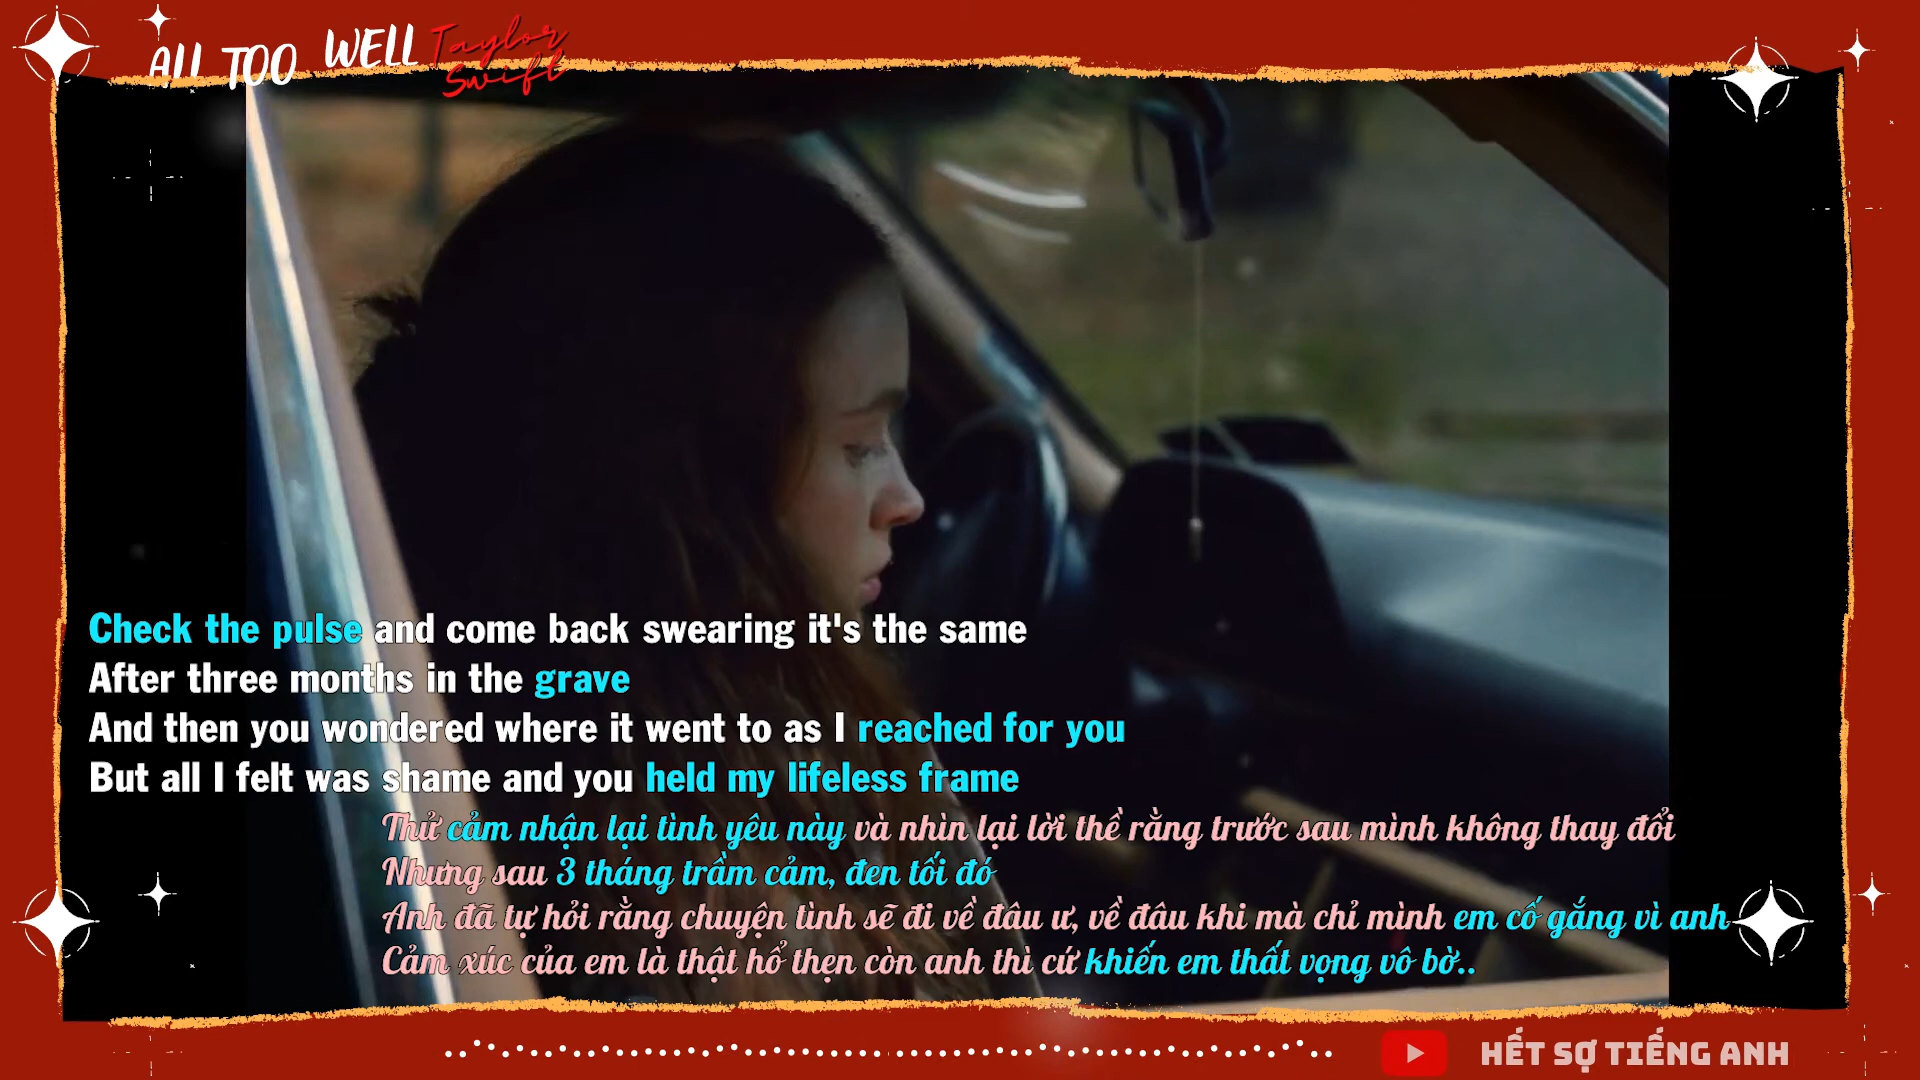 All TOO WELL Taylor Swift
Check the pulse and come back swearing it's the same
After three months in the grave
And then you wondered where it went to as I reached for you
But all I felt was shame and you held my lifeless frame
Thử cảm nhận lại tình yêu này và nhìn lại lời thề rằng trước sau mình không thay đổi
Nhưng sau 3 tháng trầm cảm, đen tối đó
Anh đã tự hỏi rằng chuyện tình sẽ đi về đâu ư, về đâu khi mà chỉ mình em cố gắng vì anh
Cảm xúc của em là thật hổ thẹn còn anh thì cứ khiến em thất vọng vô bờ..
HẾT SỢ TIẾNG ANH